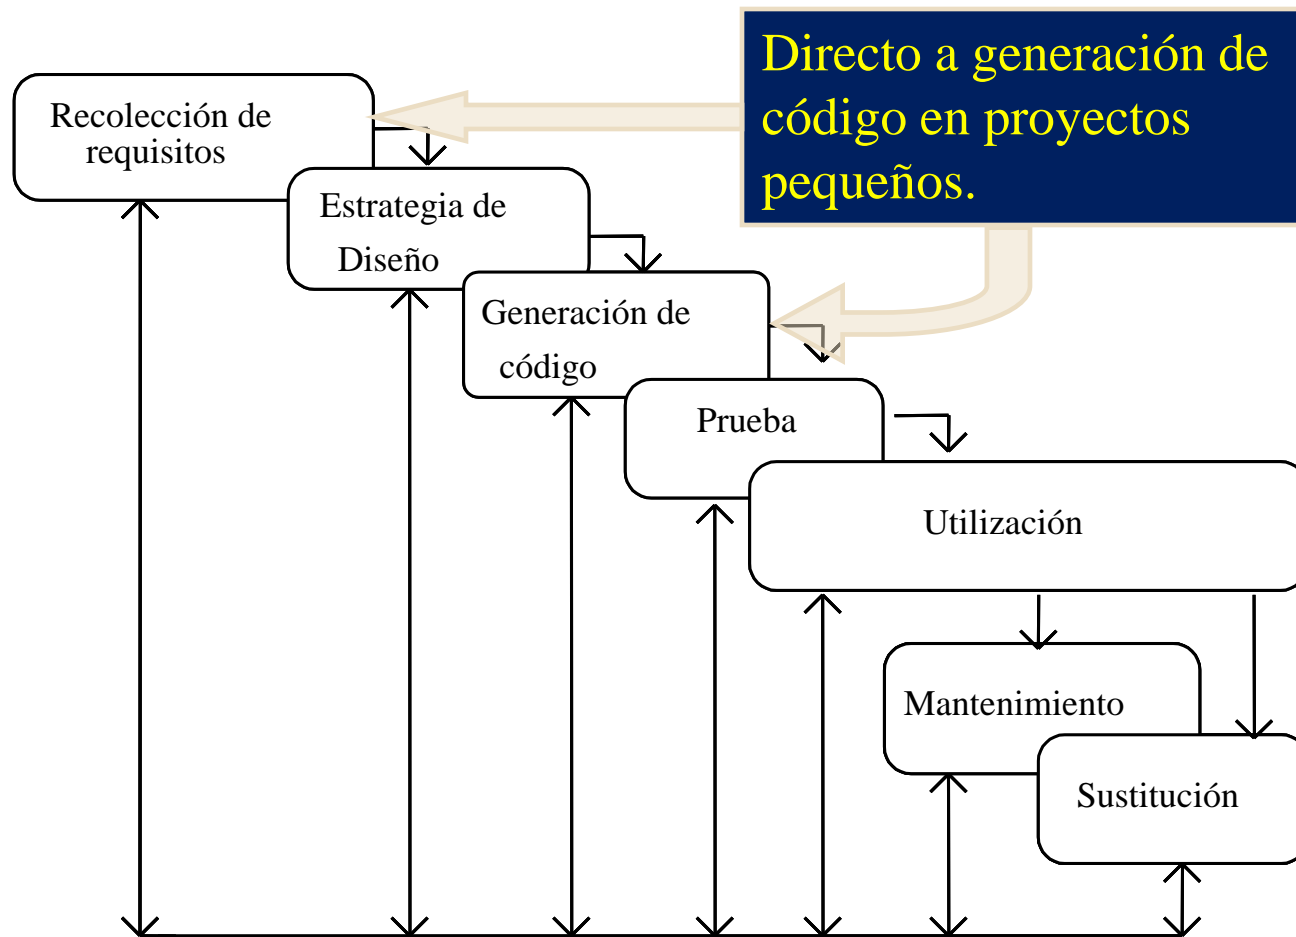 Directo a generación de
código en proyectos
pequeños.
Recolección de
requisitos
Estrategia de
Diseño
Generación de
código
Prueba
Utilización
Mantenimiento
Sustitución